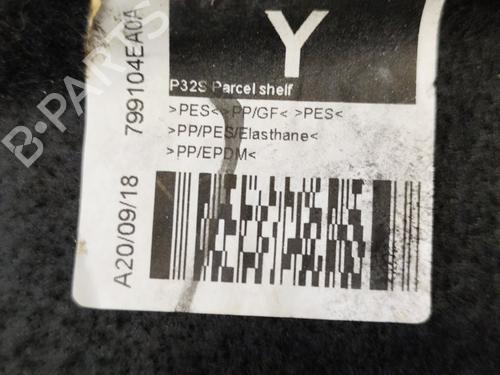 Y
P32S Parcel shelf
>PES< >PP/GF< >PES<
>PP/PES/Elasthane<
>PP/EPDM<
799104EA0A
A20/09/18
B-PARTS